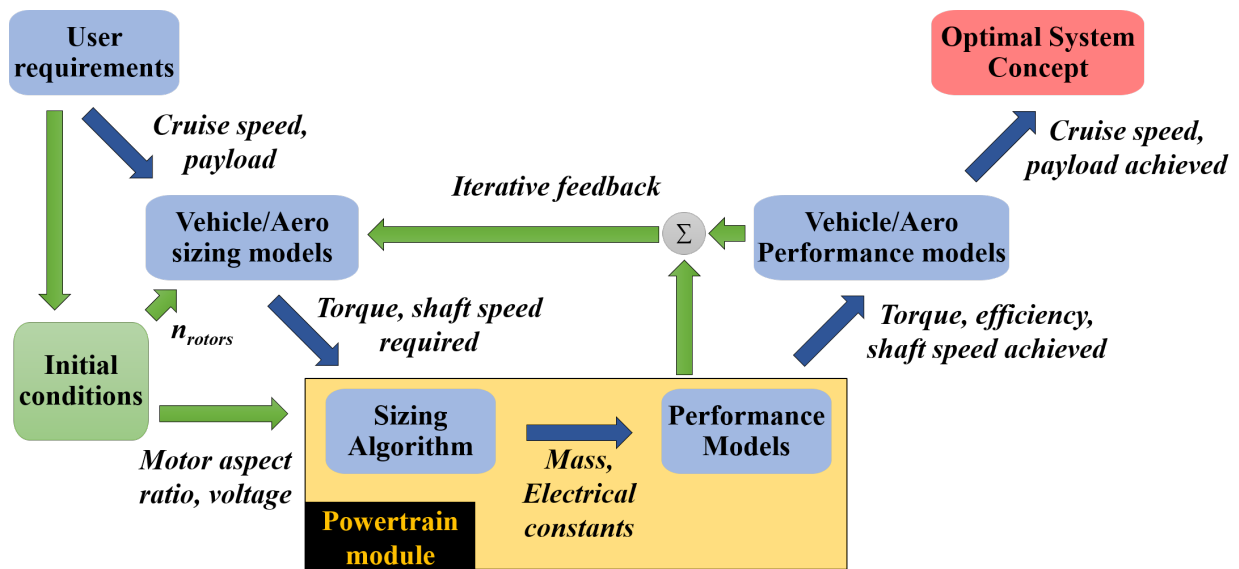 User
requirements
Optimal System
Concept
Cruise speed,
payload
Cruise speed,
payload achieved
Iterative feedback
Vehicle/Aero
sizing models
∑
Vehicle/Aero
Performance models
n_rotors
Torque, shaft speed
required
Torque, efficiency,
shaft speed achieved
Initial
conditions
Sizing
Algorithm
Performance
Models
Motor aspect
ratio, voltage
Mass,
Electrical
constants
Powertrain
module